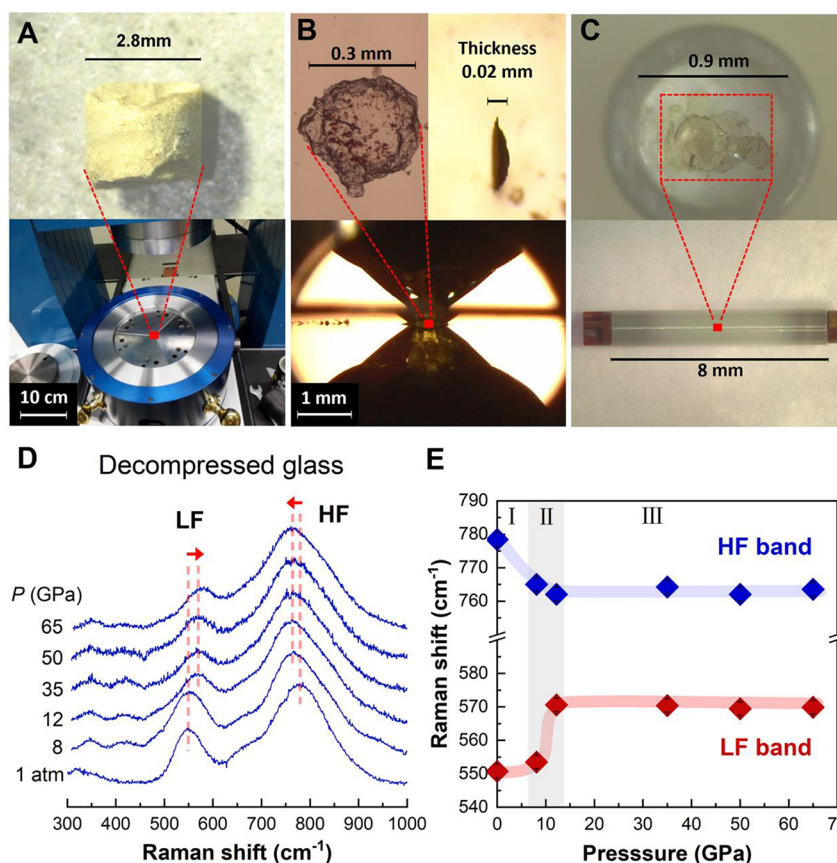 A
2.8mm
10 cm
B
0.3 mm
Thickness
0.02 mm
1 mm
C
0.9 mm
8 mm
D
Decompressed glass
LF
HF
P (GPa)
65
50
35
12
8
1 atm
300 400 500 600 700 800 900 1000
Raman shift (cm-1)
E
I II III
HF band
LF band
790
780
770
760
580
570
560
550
540
Raman shift (cm-1)
0 10 20 30 40 50 60 7
Presssure (GPa)